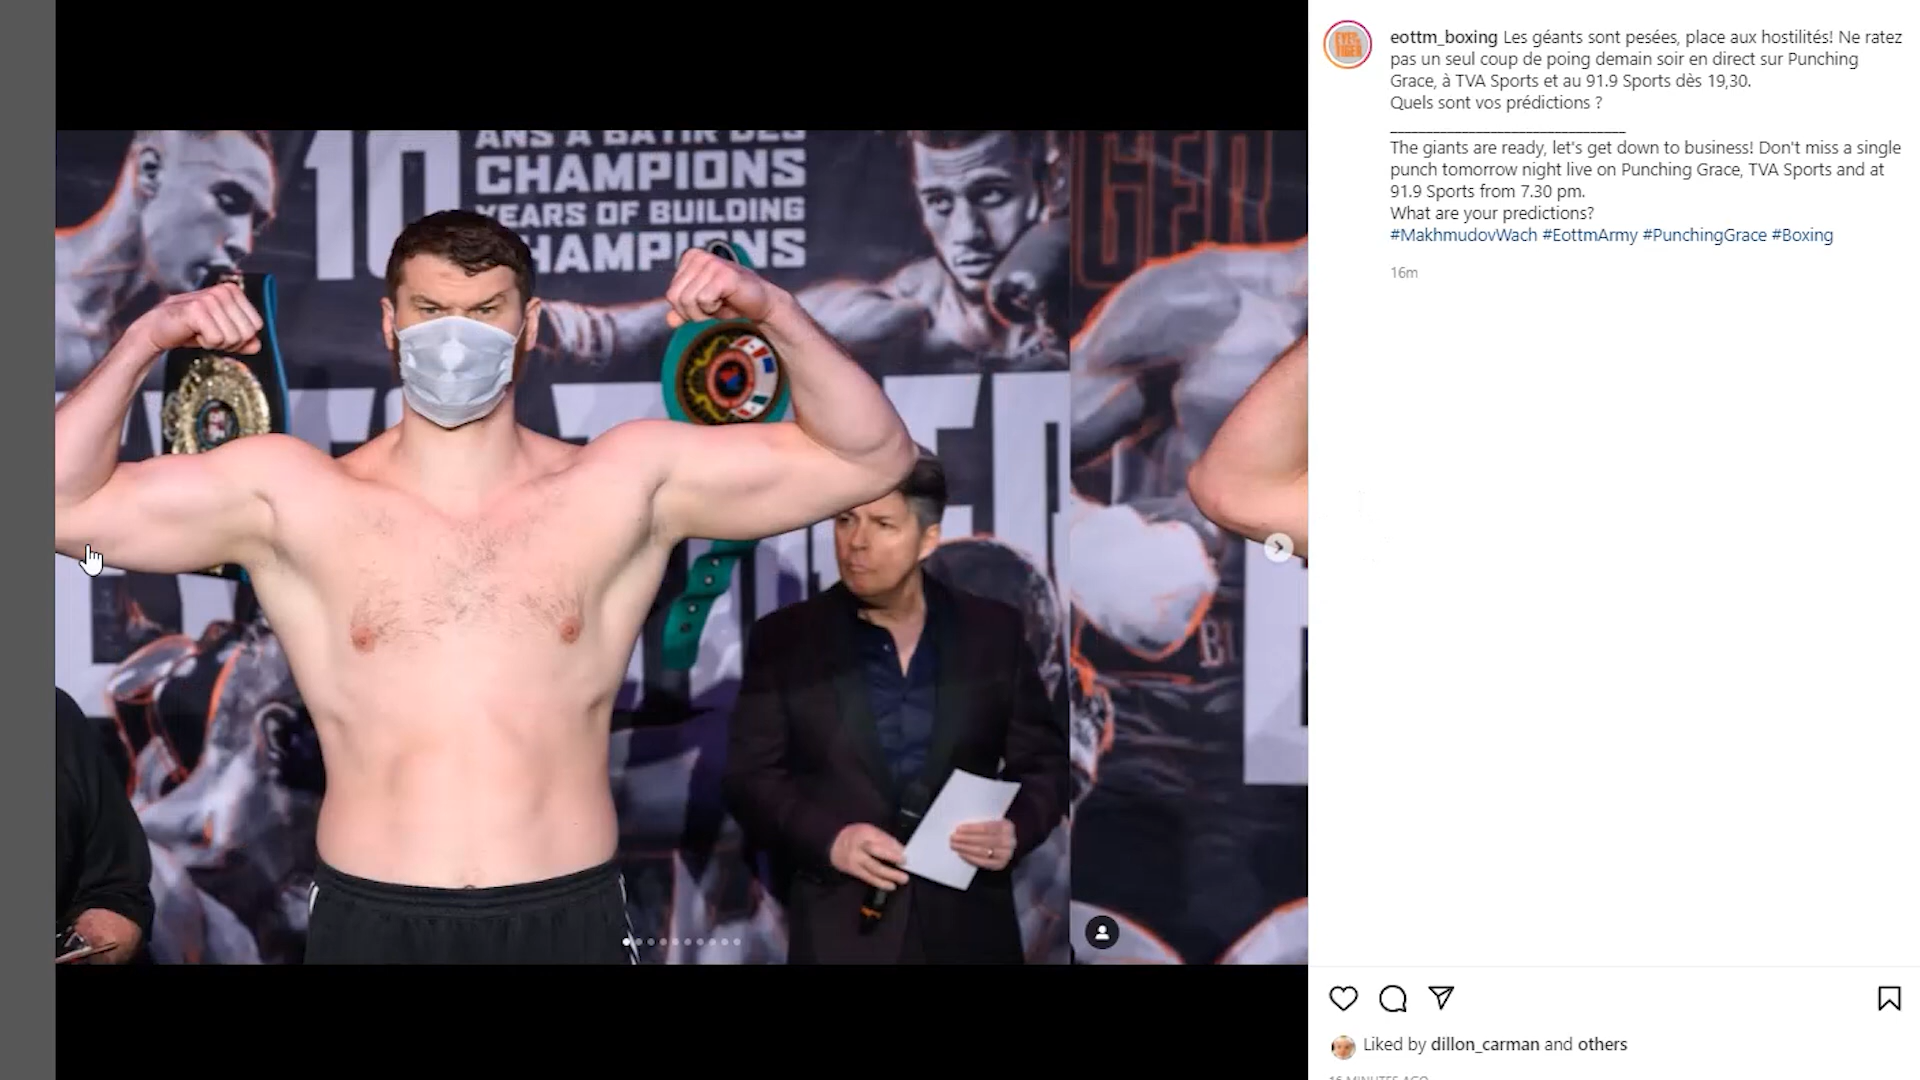 10
ANS À BÂTIR DES
CHAMPIONS
YEARS OF BUILDING
CHAMPIONS
eottm_boxing Les géants sont pesées, place aux hostilités! Ne ratez
pas un seul coup de poing demain soir en direct sur Punching
Grace, à TVA Sports et au 91.9 Sports dès 19,30.
Quels sont vos prédictions ?
The giants are ready, let's get down to business! Don't miss a single
punch tomorrow night live on Punching Grace, TVA Sports and at
91.9 Sports from 7.30 pm.
What are your predictions?
#MakhmudovWach #EottmArmy #PunchingGrace #Boxing
16m
Liked by dillon_carman and others
16 MINUTES AGO